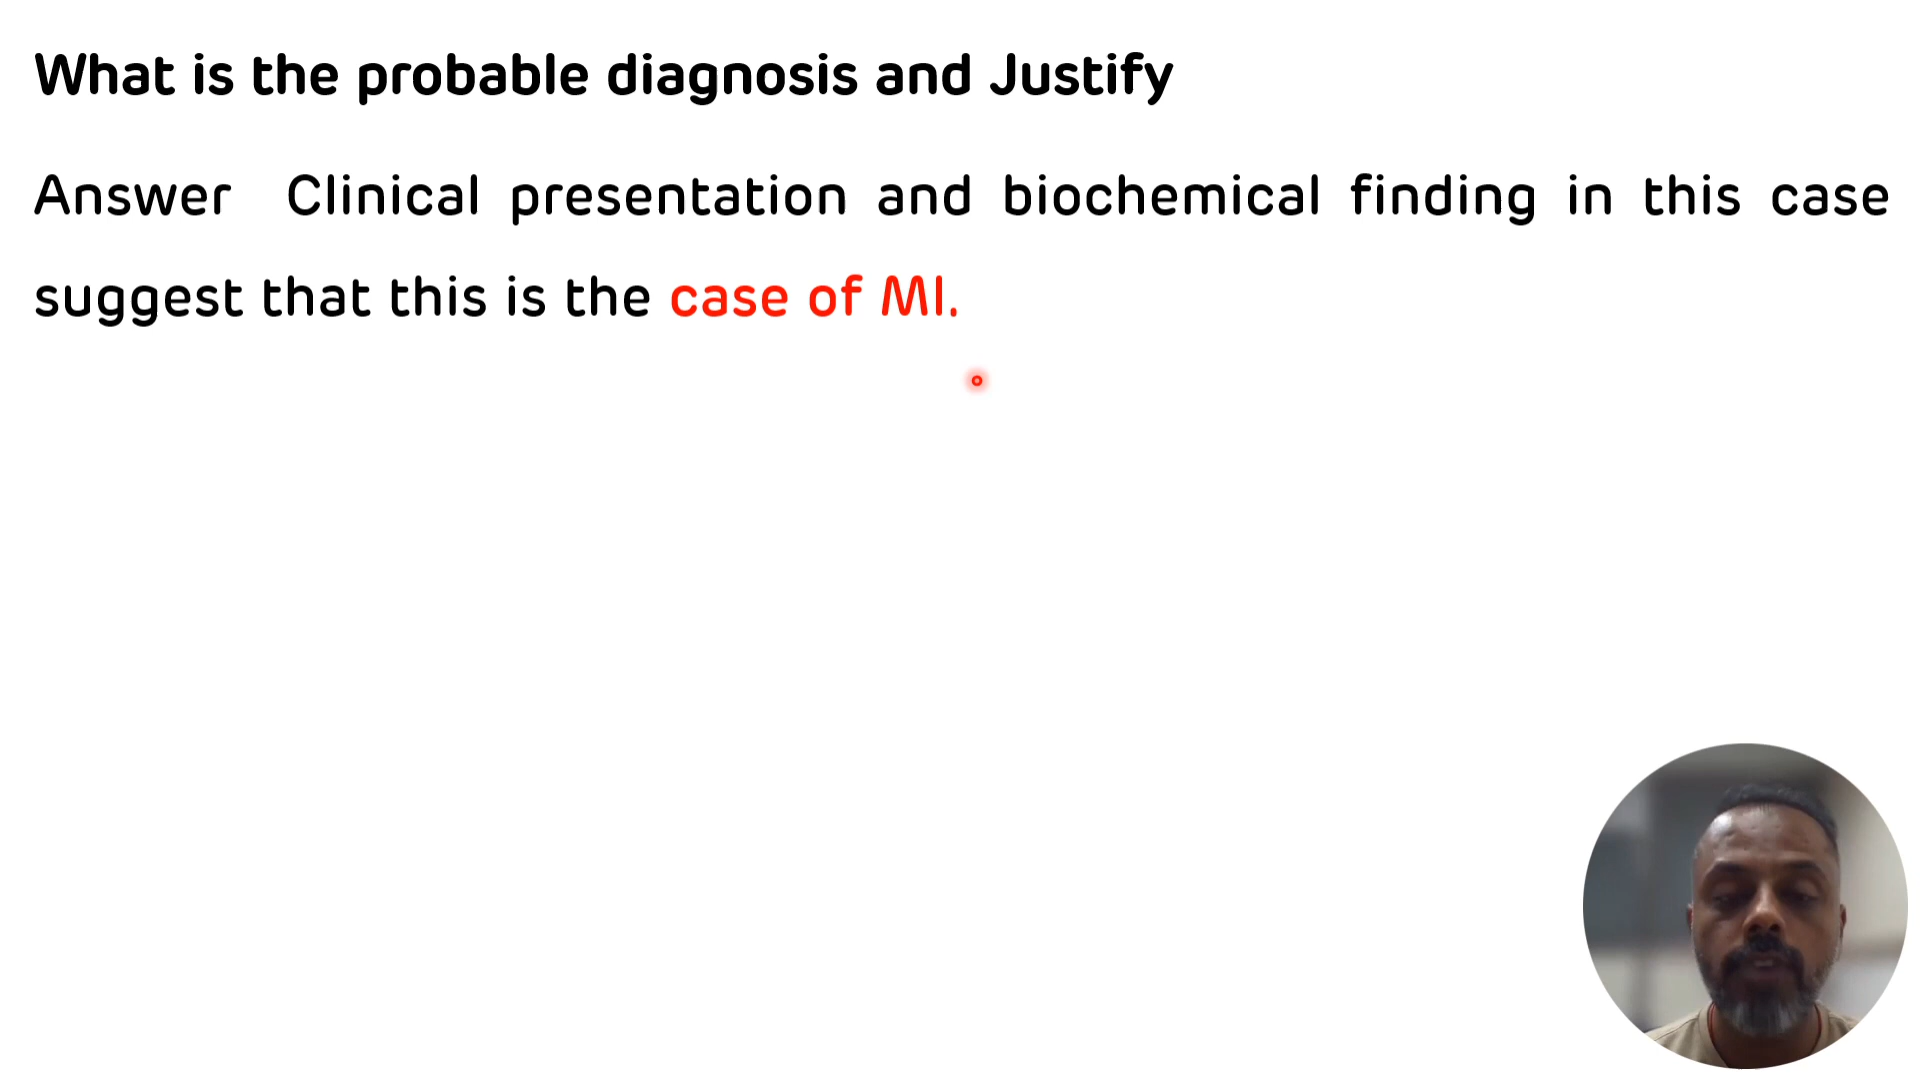 What is the probable diagnosis and Justify
Answer Clinical presentation and biochemical finding in this case
suggest that this is the case of MI.